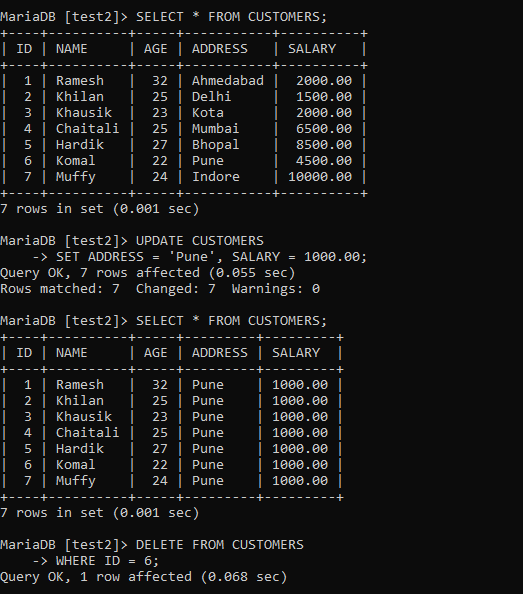 MariaDB [test2]> SELECT * FROM CUSTOMERS;
+----+----------+-----+-----------+----------+
| ID | NAME     | AGE | ADDRESS   | SALARY   |
+----+----------+-----+-----------+----------+
|  1 | Ramesh   |  32 | Ahmedabad |  2000.00 |
|  2 | Khilan   |  25 | Delhi     |  1500.00 |
|  3 | Khausik  |  23 | Kota      |  2000.00 |
|  4 | Chaitali |  25 | Mumbai    |  6500.00 |
|  5 | Hardik   |  27 | Bhopal    |  8500.00 |
|  6 | Komal    |  22 | Pune      |  4500.00 |
|  7 | Muffy    |  24 | Indore    | 10000.00 |
+----+----------+-----+-----------+----------+
7 rows in set (0.001 sec)

MariaDB [test2]> UPDATE CUSTOMERS
    -> SET ADDRESS = 'Pune', SALARY = 1000.00;
Query OK, 7 rows affected (0.055 sec)
Rows matched: 7  Changed: 7  Warnings: 0

MariaDB [test2]> SELECT * FROM CUSTOMERS;
+----+----------+-----+---------+---------+
| ID | NAME     | AGE | ADDRESS | SALARY  |
+----+----------+-----+---------+---------+
|  1 | Ramesh   |  32 | Pune    | 1000.00 |
|  2 | Khilan   |  25 | Pune    | 1000.00 |
|  3 | Khausik  |  23 | Pune    | 1000.00 |
|  4 | Chaitali |  25 | Pune    | 1000.00 |
|  5 | Hardik   |  27 | Pune    | 1000.00 |
|  6 | Komal    |  22 | Pune    | 1000.00 |
|  7 | Muffy    |  24 | Pune    | 1000.00 |
+----+----------+-----+---------+---------+
7 rows in set (0.001 sec)

MariaDB [test2]> DELETE FROM CUSTOMERS
    -> WHERE ID = 6;
Query OK, 1 row affected (0.068 sec)